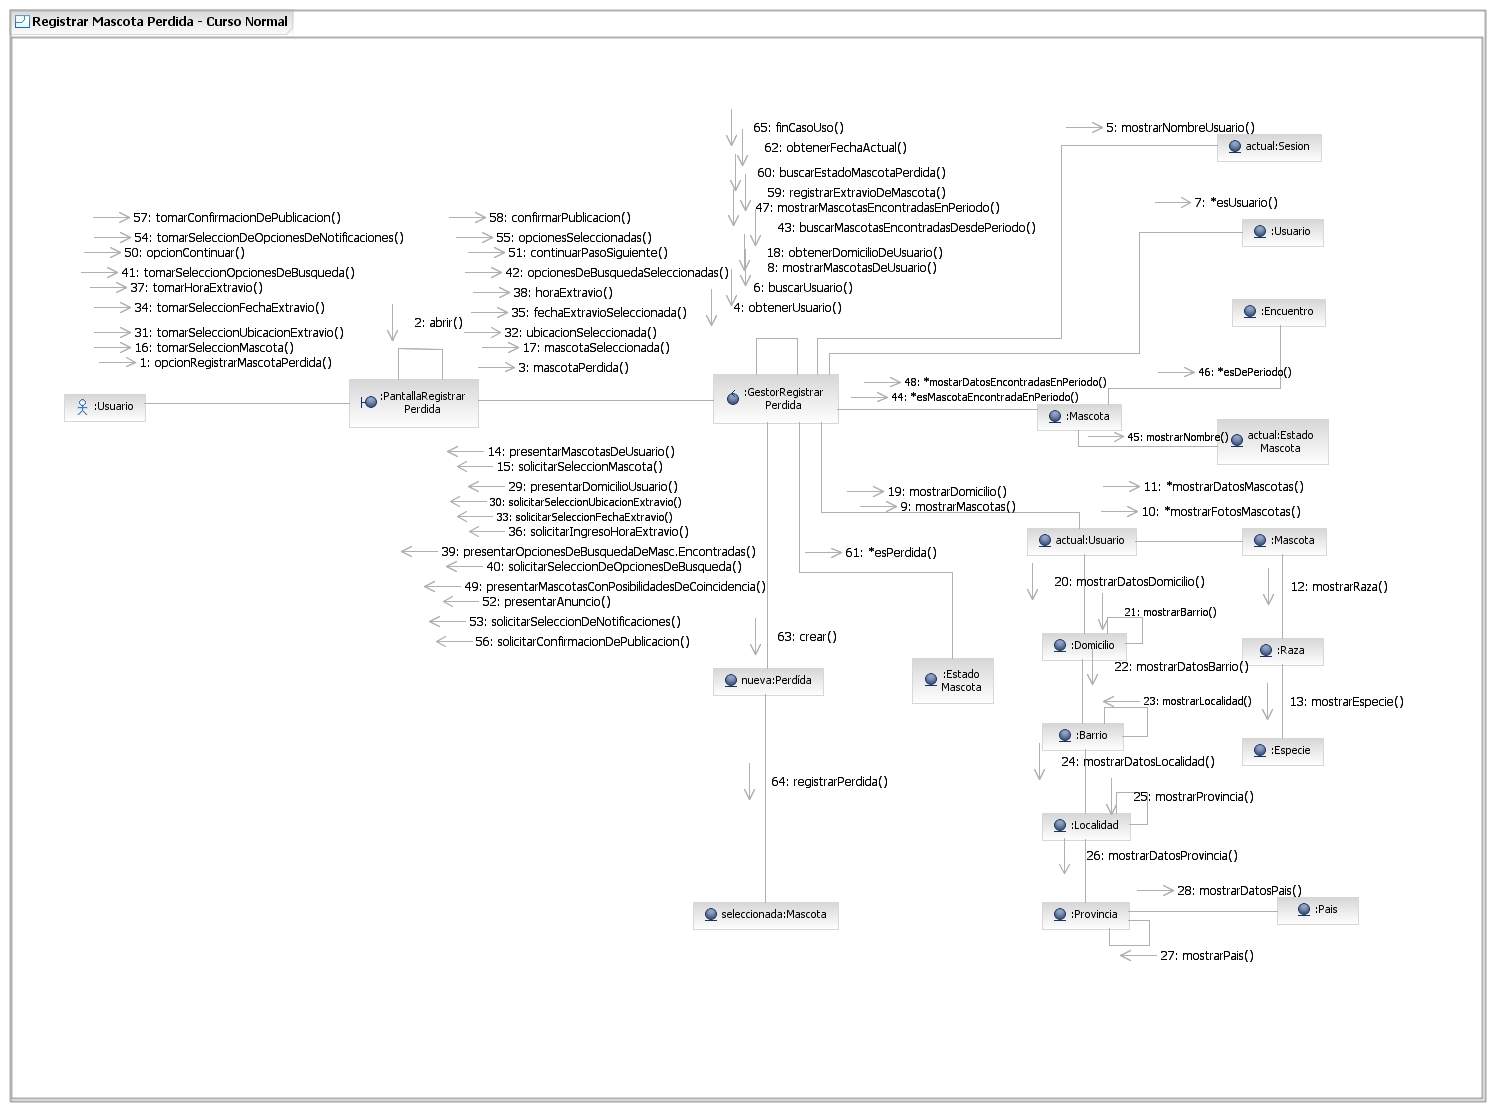 Registrar Mascota Perdida - Curso Normal
65: finCasoUso()
62: obtenerFechaActual()
60: buscarEstadoMascotaPerdida()
59: registrarExtravioDeMascota()
47: mostrarMascotasEncontradasEnPeriodo()
43: buscarMascotasEncontradasDesdePeriodo()
18: obtenerDomicilioDeUsuario()
8: mostrarMascotasDeUsuario()
6: buscarUsuario()
4: obtenerUsuario()
5: mostrarNombreUsuario()
actual:Sesion
7: *esUsuario()
:Usuario
:Encuentro
46: *esDePeriodo()
57: tomarConfirmacionDePublicacion()
54: tomarSeleccionDeOpcionesDeNotificaciones()
50: opcionContinuar()
41: tomarSeleccionOpcionesDeBusqueda()
37: tomarHoraExtravio()
34: tomarSeleccionFechaExtravio()
31: tomarSeleccionUbicacionExtravio()
16: tomarSeleccionMascota()
1: opcionRegistrarMascotaPerdida()
2: abrir()
58: confirmarPublicacion()
55: opcionesSeleccionadas()
51: continuarPasoSiguiente()
42: opcionesDeBusquedaSeleccionadas()
38: horaExtravio()
35: fechaExtravioSeleccionada()
32: ubicacionSeleccionada()
17: mascotaSeleccionada()
3: mascotaPerdida()
:Usuario
:PantallaRegistrar
Perdida
:GestorRegistrar
Perdida
48: *mostarDatosEncontradasEnPeriodo()
44: *esMascotaEncontradaEnPeriodo()
:Mascota
45: mostrarNombre()
actual:Estado
Mascota
14: presentarMascotasDeUsuario()
15: solicitarSeleccionMascota()
29: presentarDomicilioUsuario()
30: solicitarSeleccionUbicacionExtravio()
33: solicitarSeleccionFechaExtravio()
36: solicitarIngresoHoraExtravio()
39: presentarOpcionesDeBusquedaDeMasc.Encontradas()
40: solicitarSeleccionDeOpcionesDeBusqueda()
49: presentarMascotasConPosibilidadesDeCoincidencia()
52: presentarAnuncio()
53: solicitarSeleccionDeNotificaciones()
56: solicitarConfirmacionDePublicacion()
19: mostrarDomicilio()
9: mostrarMascotas()
11: *mostrarDatosMascotas()
10: *mostrarFotosMascotas()
actual:Usuario
:Mascota
61: *esPerdida()
20: mostrarDatosDomicilio()
12: mostrarRaza()
21: mostrarBarrio()
63: crear()
:Domicilio
:Raza
22: mostrarDatosBarrio()
nueva:Perdída
:Estado
Mascota
23: mostrarLocalidad()
13: mostrarEspecie()
:Barrio
:Especie
24: mostrarDatosLocalidad()
64: registrarPerdida()
25: mostrarProvincia()
:Localidad
26: mostrarDatosProvincia()
28: mostrarDatosPais()
seleccionada:Mascota
:Provincia
:Pais
27: mostrarPais()